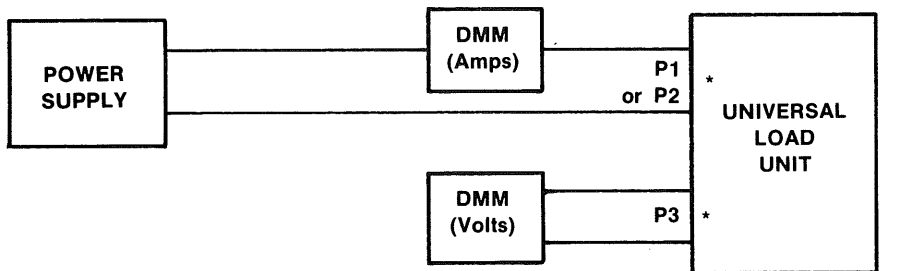 POWER
SUPPLY
DMM
(Amps)
P1
or P2
*
UNIVERSAL
LOAD
UNIT
DMM
(Volts)
P3
*